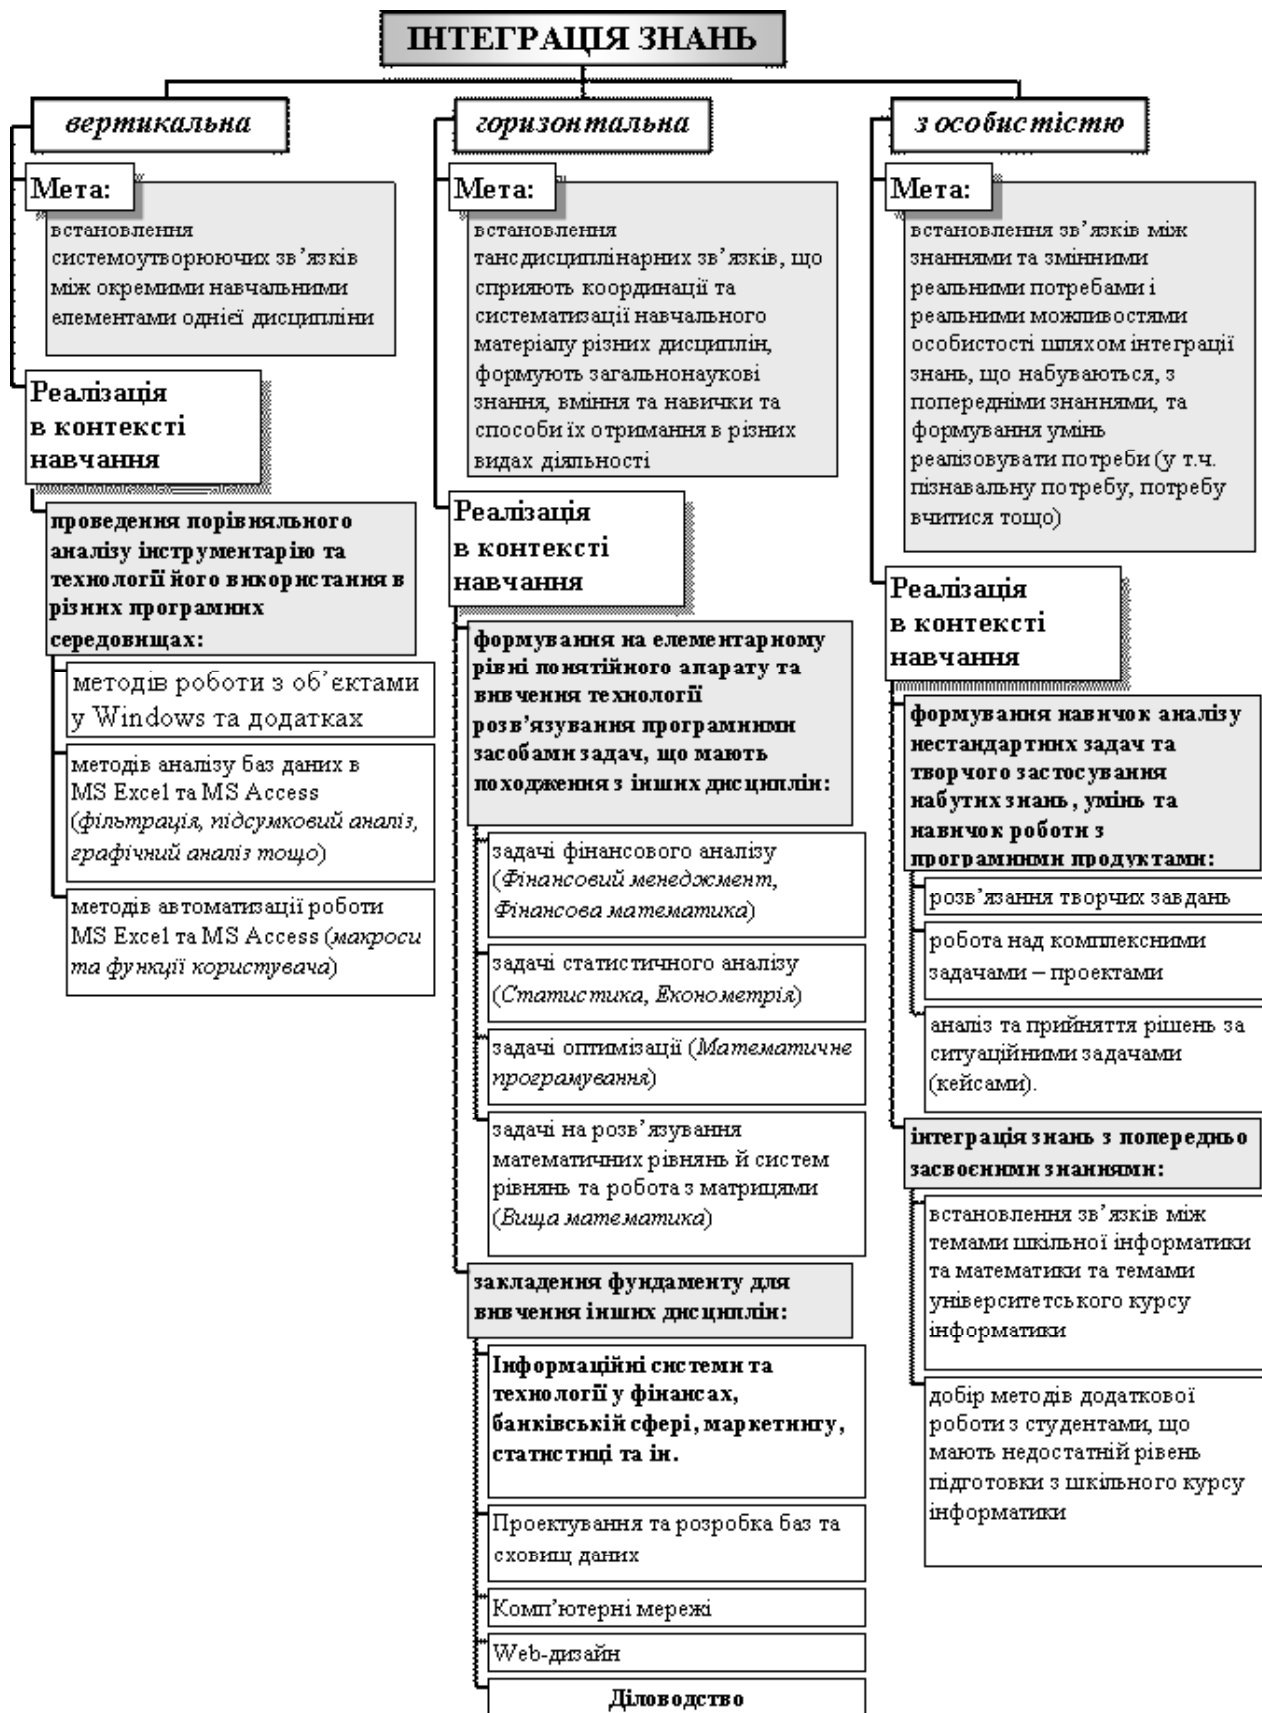 ІНТЕГРАЦІЯ ЗНАНЬ
вертикальна
Мета:
встановлення
системоутворюючих зв’язків
між окремими навчальними
елементами однієї дисципліни
Реалізація
в контексті
навчання
проведення порівняльного
аналізу інструментарію та
технології його використання в
різних програмних
середовищах:
методів роботи з об’єктами
у Windows та додатках
методів аналізу баз даних в
MS Excel та MS Access
(фільтрація, підсумковий аналіз,
графічний аналіз тощо)
методів автоматизації роботи
MS Excel та MS Access (макроси
та функції користувача)
горизонтальна
Мета:
встановлення
тансдисциплінарних зв’язків, що
сприяють координації та
систематизації навчального
матеріалу різних дисциплін,
формують загальнонаукові
знання, вміння та навички та
способи їх отримання в різних
видах діяльності
Реалізація
в контексті
навчання
формування на елементарному
рівні понятійного апарату та
вивчення технології
розв’язування програмними
засобами задач, що мають
походження з інших дисциплін:
задачі фінансового аналізу
(Фінансовий менеджмент,
Фінансова математика)
задачі статистичного аналізу
(Статистика, Економетрія)
задачі оптимізації (Математичне
програмування)
задачі на розв’язування
математичних рівнянь й систем
рівнянь та робота з матрицями
(Вища математика)
закладення фундаменту для
вивчення інших дисциплін:
Інформаційні системи та
технології у фінансах,
банківській сфері, маркетингу,
статистиці та ін.
Проектування та розробка баз та
сховищ даних
Комп’ютерні мережі
Web-дизайн
Діловодство
з особистістю
Мета:
встановлення зв’язків між
знаннями та змінними
реальними потребами і
реальними можливостями
особистості шляхом інтеграції
знань, що набуваються, з
попередніми знаннями, та
формування умінь
реалізовувати потреби (у т.ч.
пізнавальну потребу, потребу
вчитися тощо)
Реалізація
в контексті
навчання
формування навичок аналізу
нестандартних задач та
творчого застосування
набутих знань, умінь та
навичок роботи з
програмними продуктами:
розв’язання творчих завдань
робота над комплексними
задачами – проектами
аналіз та прийняття рішень за
ситуаційними задачами
(кейсами).
інтеграція знань з попередньо
засвоєнними знаннями:
встановлення зв’язків між
темами шкільної інформатики
та математики та темами
університетського курсу
інформатики
добір методів додаткової
роботи з студентами, що
мають недостатній рівень
підготовки з шкільного курсу
інформатики